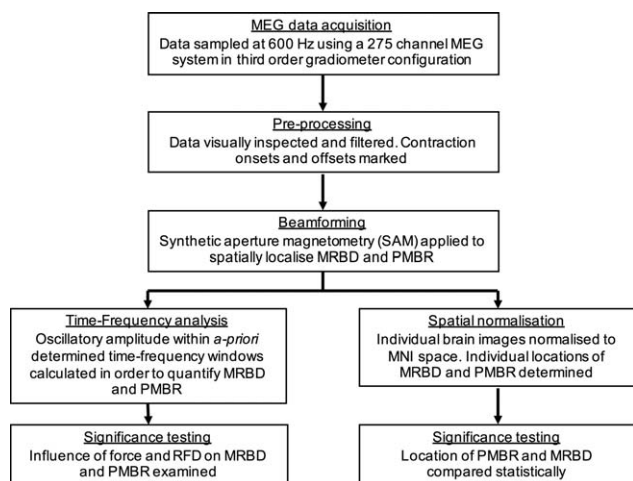 MEG data acquisition
Data sampled at 600 Hz using a 275 channel MEG
system in third order gradiometer configuration
Pre-processing
Data visually inspected and filtered. Contraction
onsets and offsets marked
Beamforming
Synthetic aperture magnetometry (SAM) applied to
spatially localise MRBD and PMBR
Time-Frequency analysis
Oscillatory amplitude within a-priori
determined time-frequency windows
calculated in order to quantify MRBD
and PMBR
Spatial normalisation
Individual brain images normalised to
MNI space. Individual locations of
MRBD and PMBR determined
Significance testing
Influence of force and RFD on MRBD
and PMBR examined
Significance testing
Location of PMBR and MRBD
compared statistically